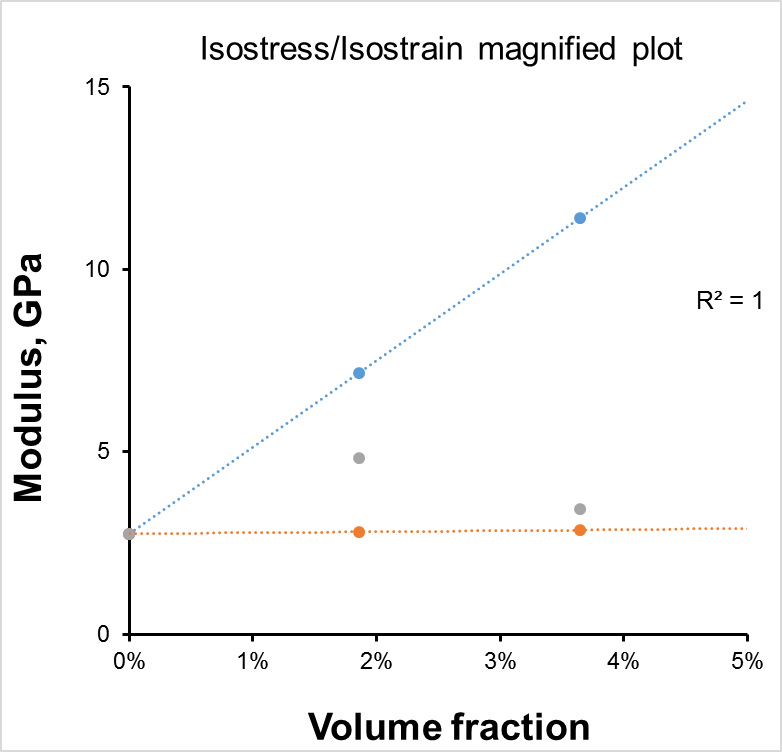 Isostress/Isostrain magnified plot
15
10
R² = 1
Modulus, GPa
5
0
0% 1% 2% 3% 4% 5%
Volume fraction